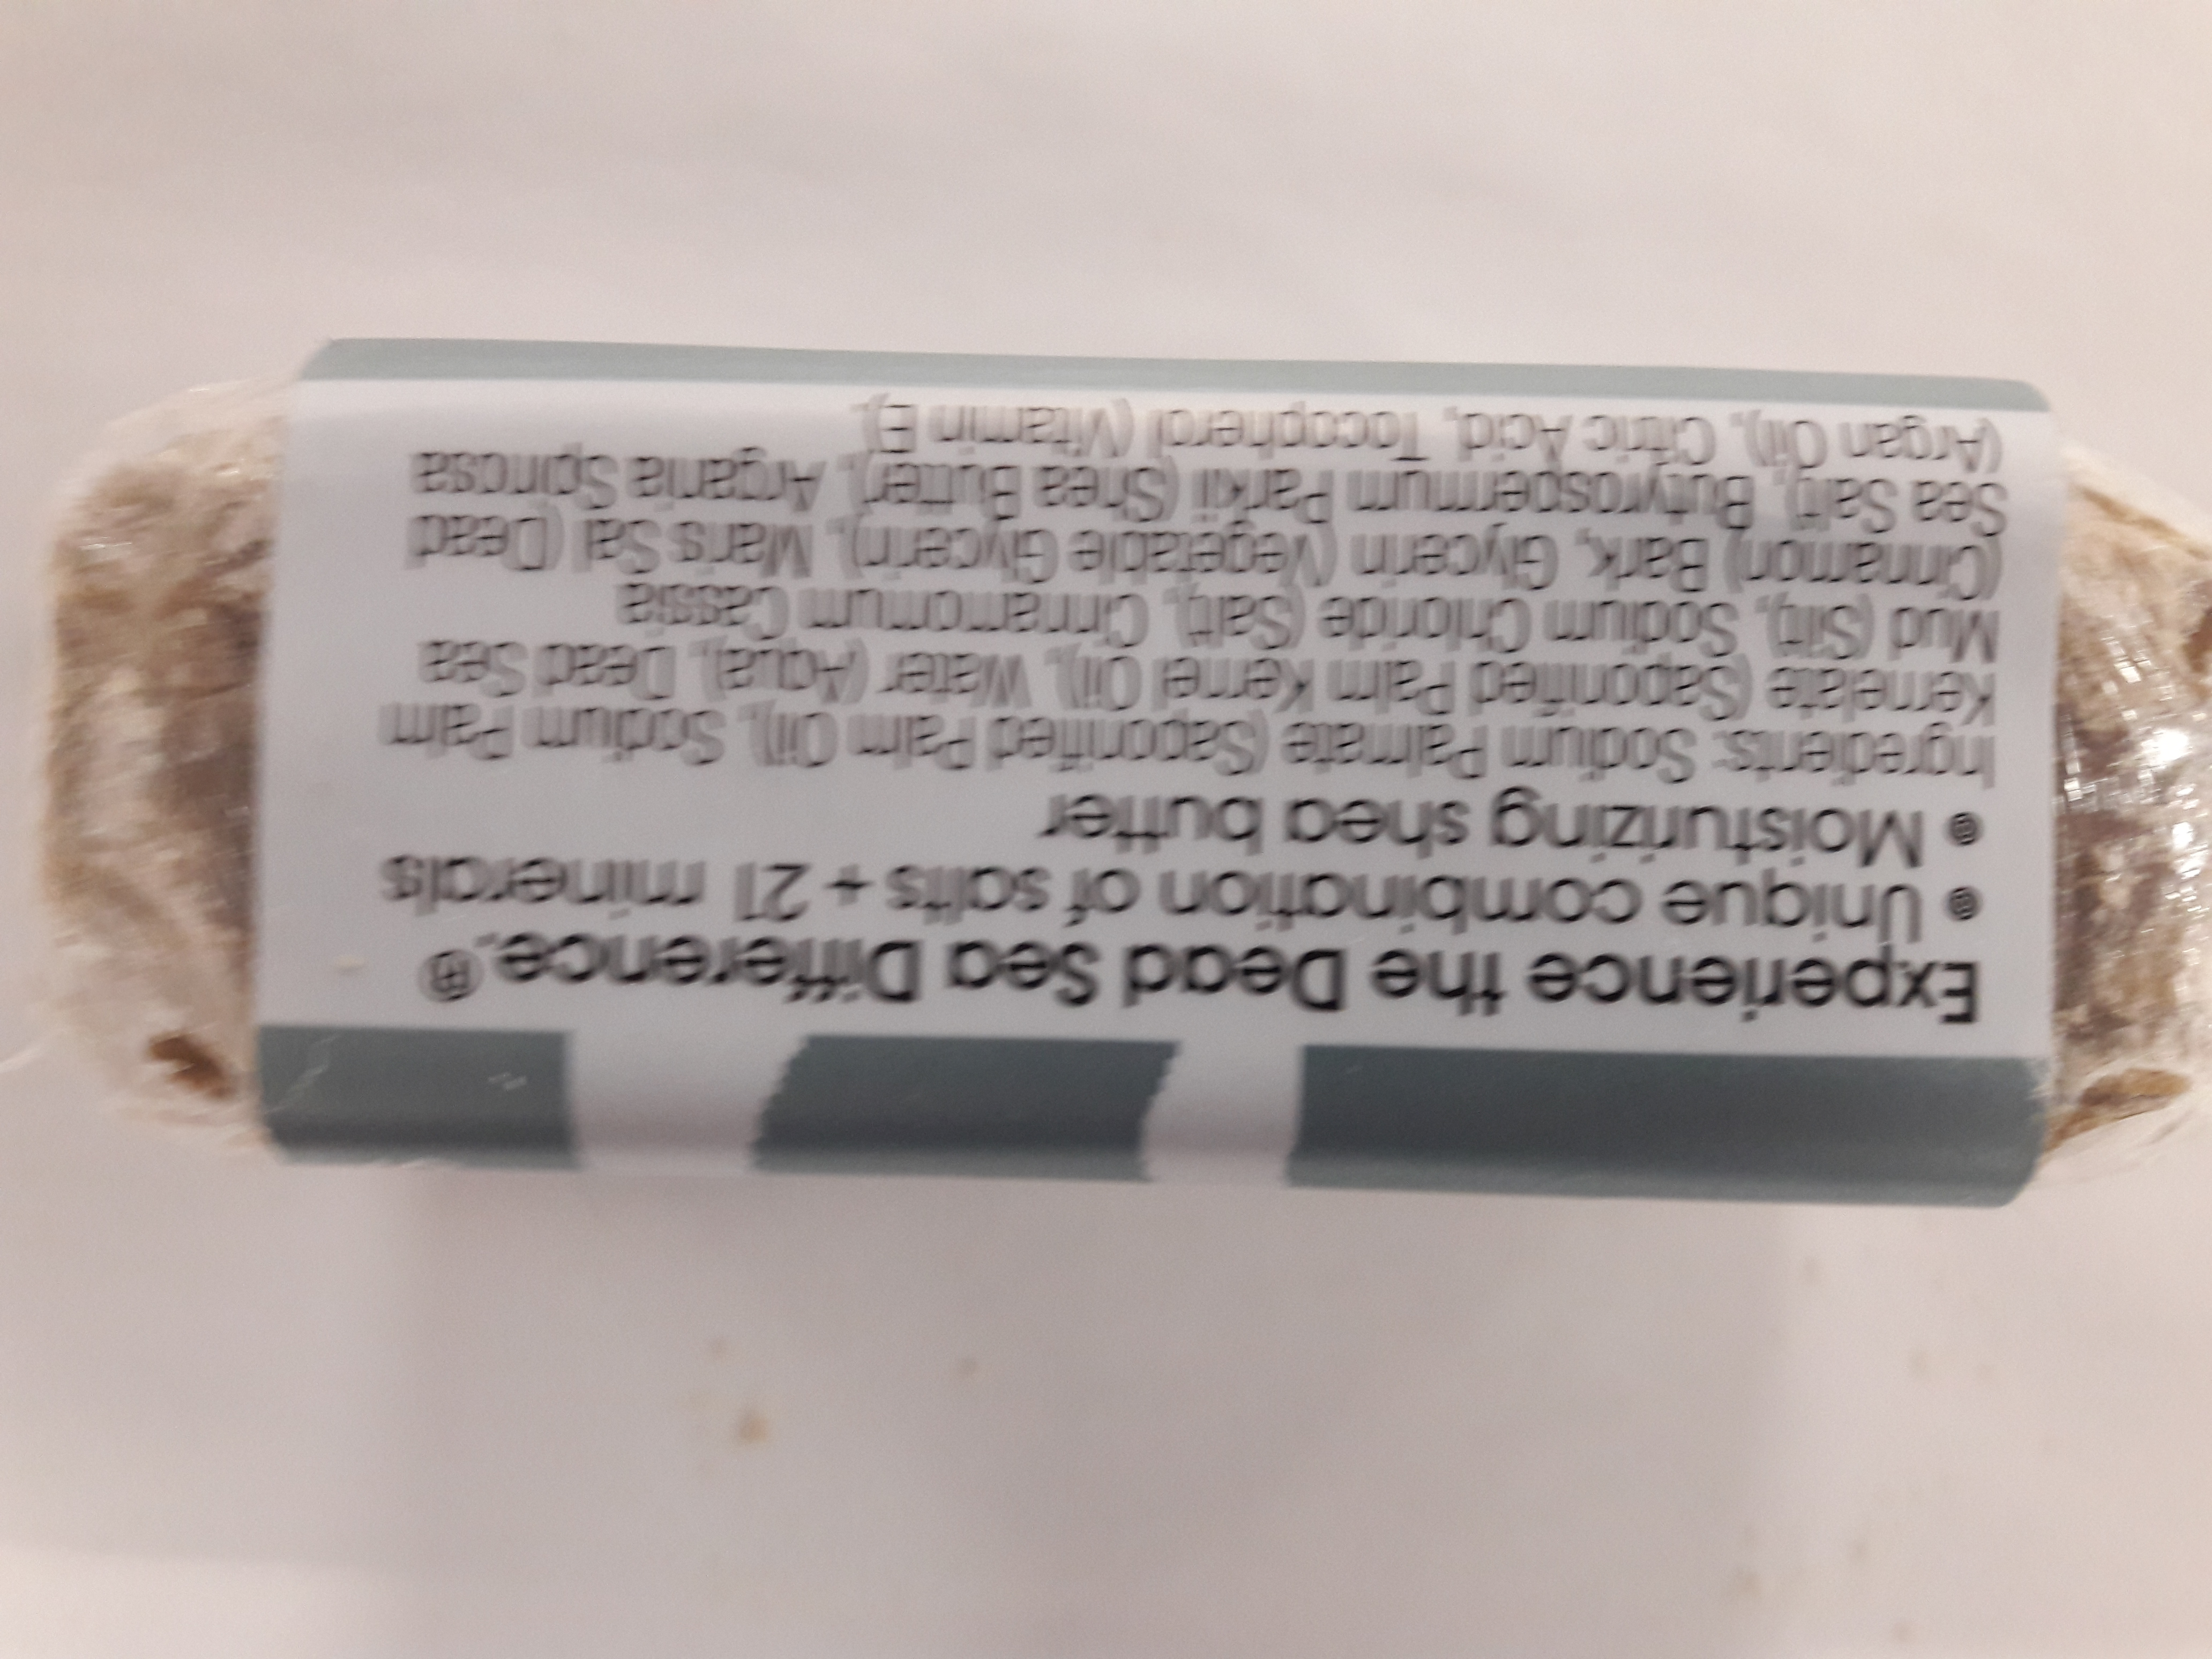 Experience the Dead Sea Difference.®
• Unique combination of salts + 21 minerals
• Moisturizing shea butter
Ingredients: Sodium Palmate (Saponified Palm Oil), Sodium Palm
Kernelate (Saponified Palm Kernel Oil), Water (Aqua), Dead Sea
Mud (Silt), Sodium Chloride (Salt), Cinnamomum Cassia
(Cinnamon) Bark, Glycerin (Vegetable Glycerin), Maris Sal (Dead
Sea Salt), Butyrospermum Parkii (Shea Butter), Argania Spinosa
(Argan Oil), Citric Acid, Tocopherol (Vitamin E).